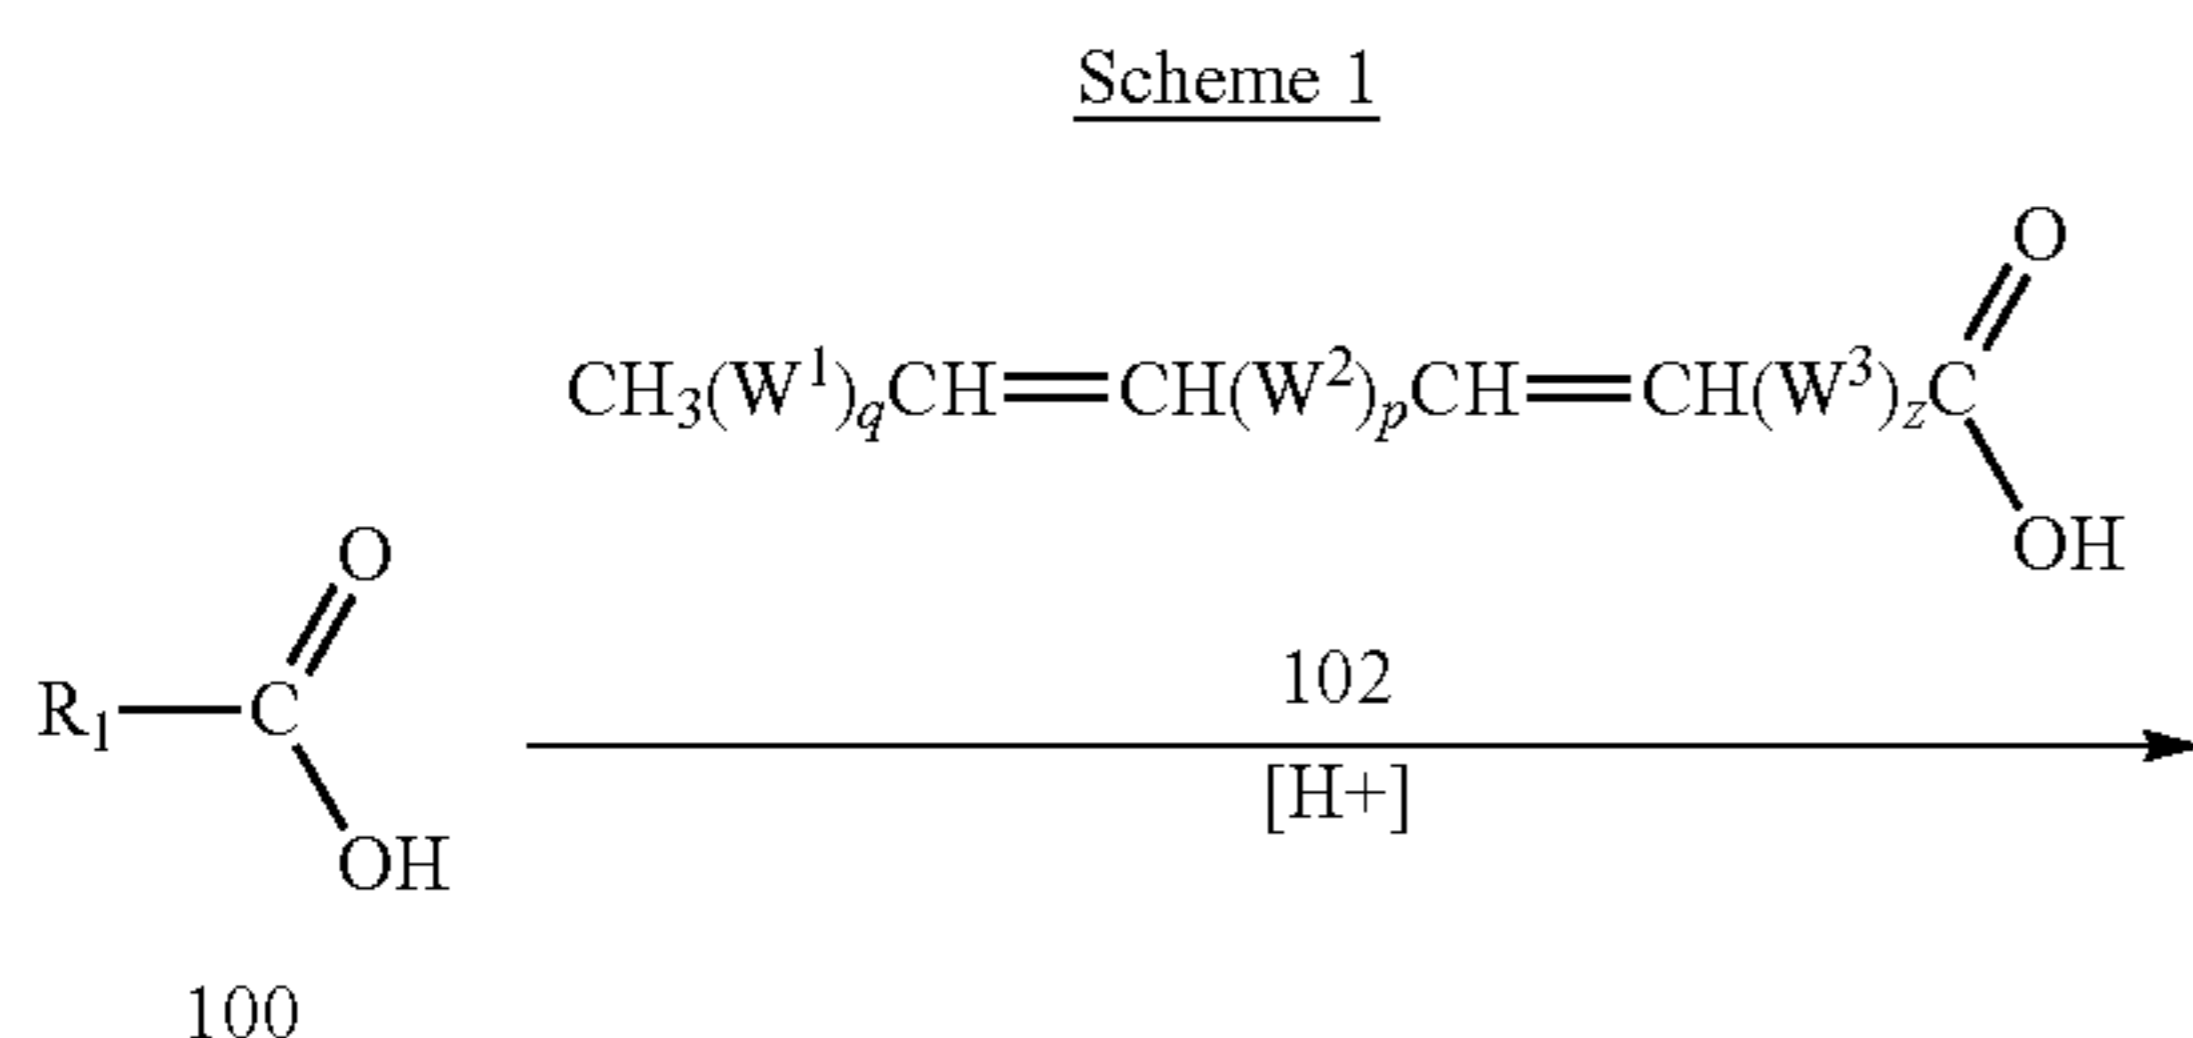 Scheme 1
O
CH₃(W¹)qCH=CH(W²)pCH=CH(W³)zC
OH
O
R₁—C
OH
102
[H+]
100